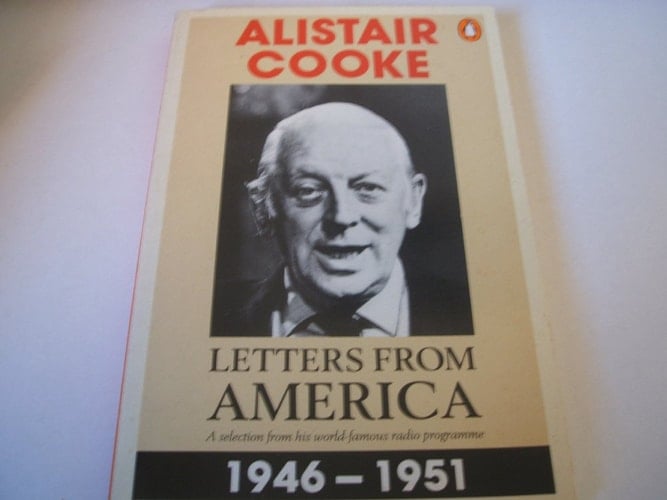 ALISTAIR
COOKE
LETTERS FROM
AMERICA
A selection from his world-famous radio programme
1946 – 1951